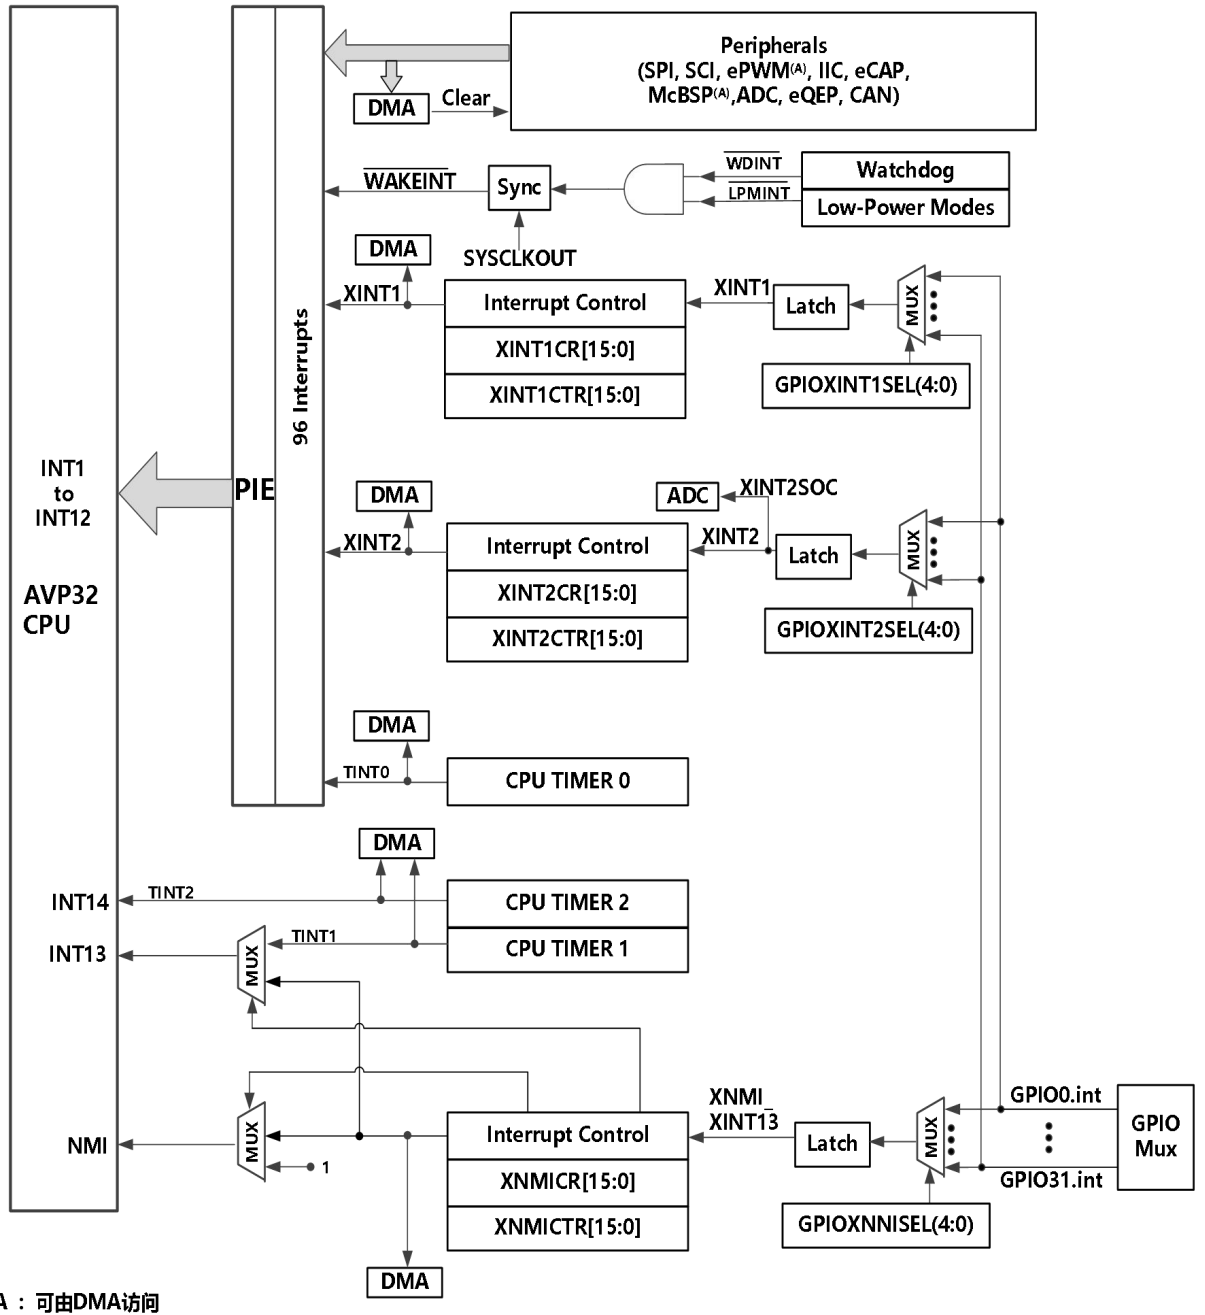 Peripherals
(SPI, SCI, ePWM(A), IIC, eCAP,
McBSP(A),ADC, eQEP, CAN)
DMA
Clear
WDINT
Watchdog
WAKEINT
Sync
LPMINT
Low-Power Modes
SYSCLKOUT
DMA
XINT1
Interrupt Control
XINT1CR[15:0]
XINT1CTR[15:0]
XINT1
Latch
MUX
GPIOXINT1SEL(4:0)
96 Interrupts
PIE
INT1
to
INT12
AVP32
CPU
DMA
XINT2
Interrupt Control
XINT2CR[15:0]
XINT2CTR[15:0]
ADC
XINT2SOC
XINT2
Latch
MUX
GPIOXINT2SEL(4:0)
DMA
TINT0
CPU TIMER 0
DMA
INT14
TINT2
CPU TIMER 2
INT13
MUX
TINT1
CPU TIMER 1
NMI
MUX
1
Interrupt Control
XNMICR[15:0]
XNMICTR[15:0]
DMA
XNMI_
XINT13
Latch
MUX
GPIOXNNISEL(4:0)
GPIO0.int
GPIO31.int
GPIO
Mux
A : 可由DMA访问